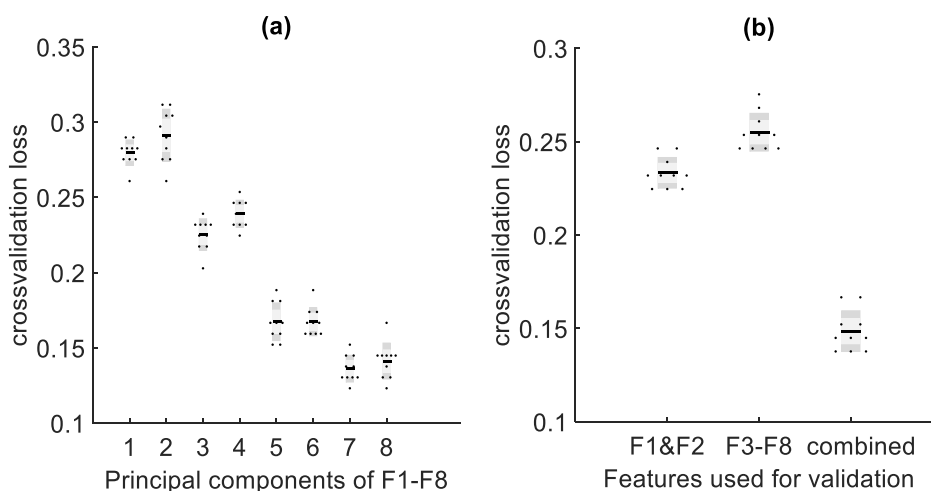 (a)
0.35
0.3
0.25
0.2
0.15
0.1
crossvalidation loss
1 2 3 4 5 6 7 8
Principal components of F1-F8
(b)
0.3
0.25
0.2
0.15
0.1
crossvalidation loss
F1&F2 F3-F8 combined
Features used for validation